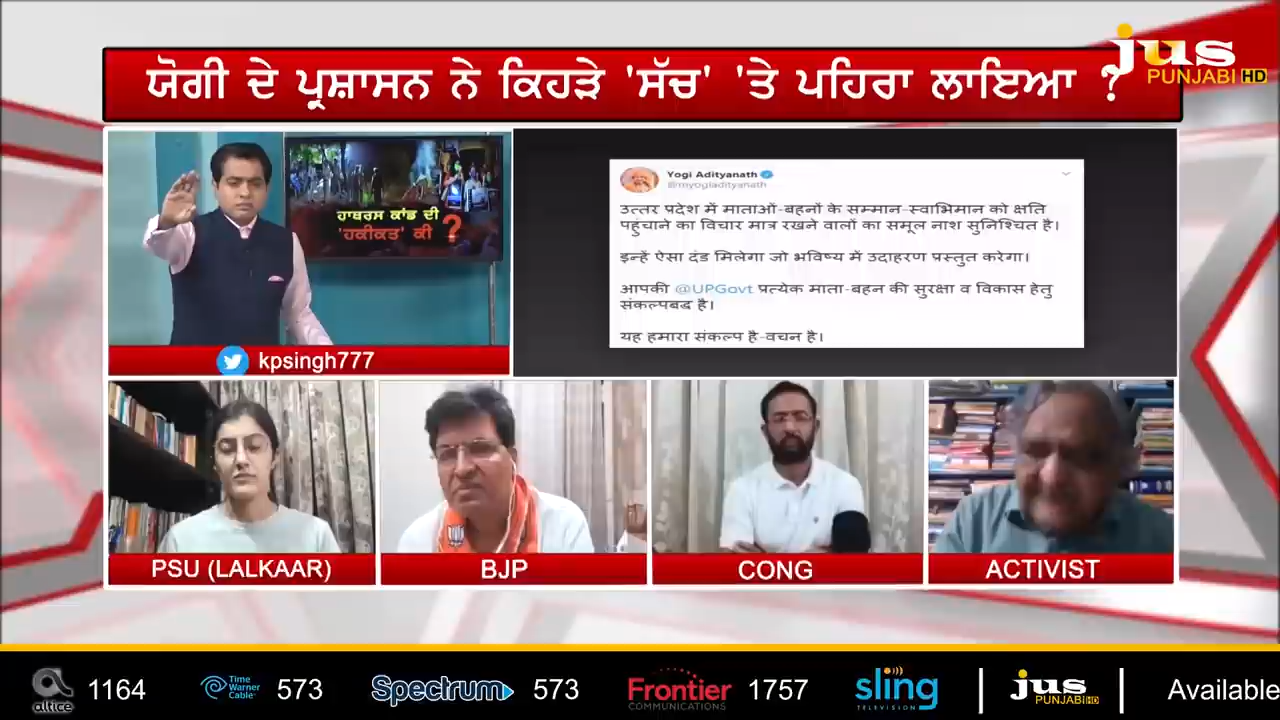 ਯੋਗੀ ਦੇ ਪ੍ਰਸ਼ਾਸਨ ਨੇ ਕਿਹੜੇ 'ਸੱਚ' 'ਤੇ ਪਹਿਰਾ ਲਾਇਆ ?
jus
PUNJABI HD
ਹਾਥਰਸ ਕਾਂਡ ਦੀ
'ਹਕੀਕਤ' ਕੀ ?
kpsingh777
Yogi Adityanath
@myogiadityanath
उत्तर प्रदेश में माताओं-बहनों के सम्मान-स्वाभिमान को क्षति
पहुंचाने का विचार मात्र रखने वालों का समूल नाश सुनिश्चित है।
इन्हें ऐसा दंड मिलेगा जो भविष्य में उदाहरण प्रस्तुत करेगा।
आपकी @UPGovt प्रत्येक माता-बहन की सुरक्षा व विकास हेतु
संकल्पबद्ध है।
यह हमारा संकल्प है-वचन है।
PSU (LALKAAR)
BJP
CONG
ACTIVIST
altice 1164
Time Warner Cable 573
Spectrum 573
Frontier COMMUNICATIONS 1757
sling TELEVISION
jus PUNJABI HD
Available